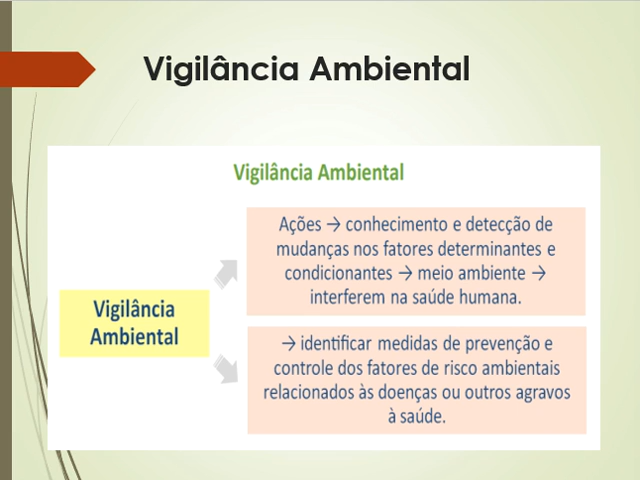 Vigilância Ambiental
Vigilância Ambiental
Ações → conhecimento e detecção de
mudanças nos fatores determinantes e
condicionantes → meio ambiente →
interferem na saúde humana.
Vigilância
Ambiental
→ identificar medidas de prevenção e
controle dos fatores de risco ambientais
relacionados às doenças ou outros agravos
à saúde.